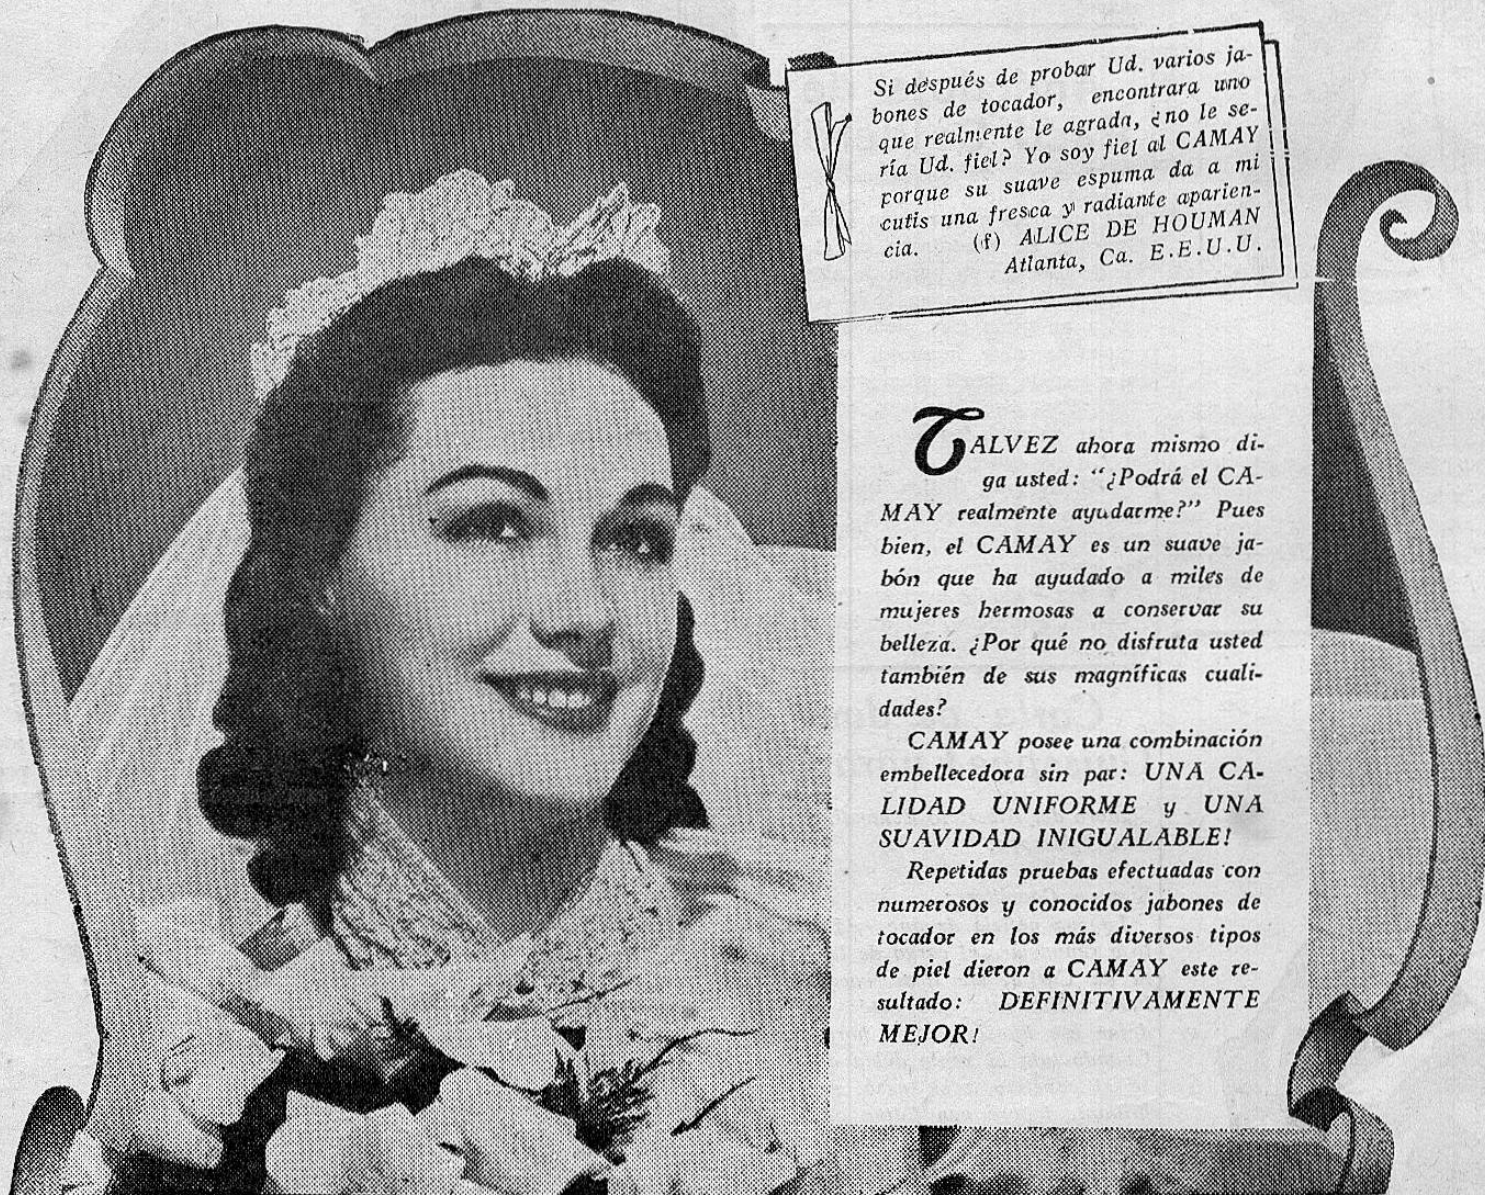 Si después de probar Ud. varios ja-
bones de tocador, encontrara uno
que realmente le agrada, ¿no le se-
ría Ud. fiel? Yo soy fiel al CAMAY
porque su suave espuma da a mi
cutis una fresca y radiante aparien-
cia. (f) ALICE DE HOUMAN
Atlanta, Ca. E.E.U.U.
TALVEZ ahora mismo di-
ga usted: “¿Podrá el CA-
MAY realmente ayudarme?” Pues
bien, el CAMAY es un suave ja-
bón que ha ayudado a miles de
mujeres hermosas a conservar su
belleza. ¿Por qué no disfruta usted
también de sus magníficas cuali-
dades?
CAMAY posee una combinación
embellecedora sin par: UNA CA-
LIDAD UNIFORME y UNA
SUAVIDAD INIGUALABLE!
Repetidas pruebas efectuadas con
numerosos y conocidos jabones de
tocador en los más diversos tipos
de piel dieron a CAMAY este re-
sultado: DEFINITIVAMENTE
MEJOR!